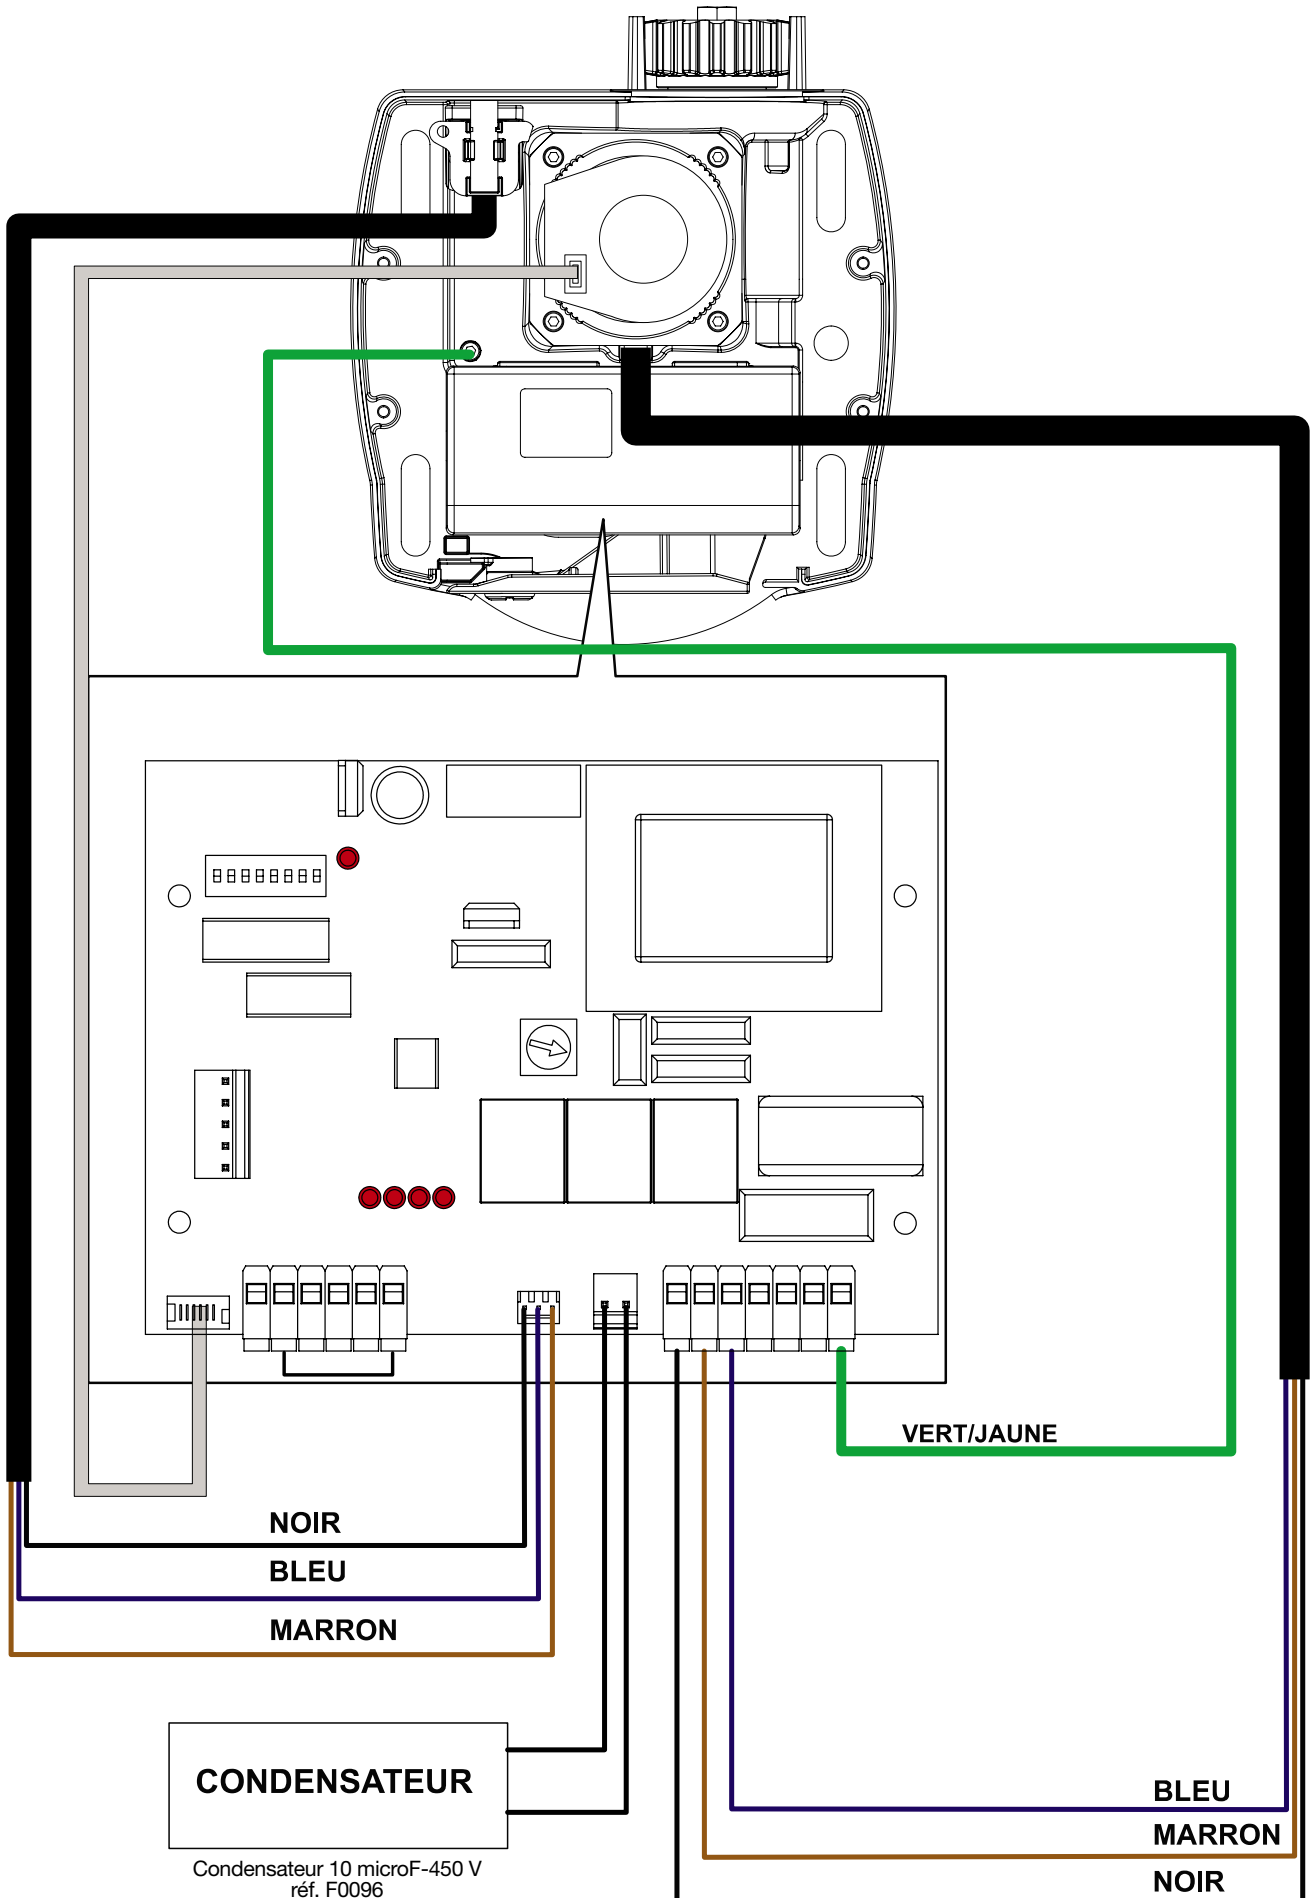 VERT/JAUNE
NOIR
BLEU
MARRON
CONDENSATEUR
Condensateur 10 microF-450 V
réf. F0096
BLEU
MARRON
NOIR